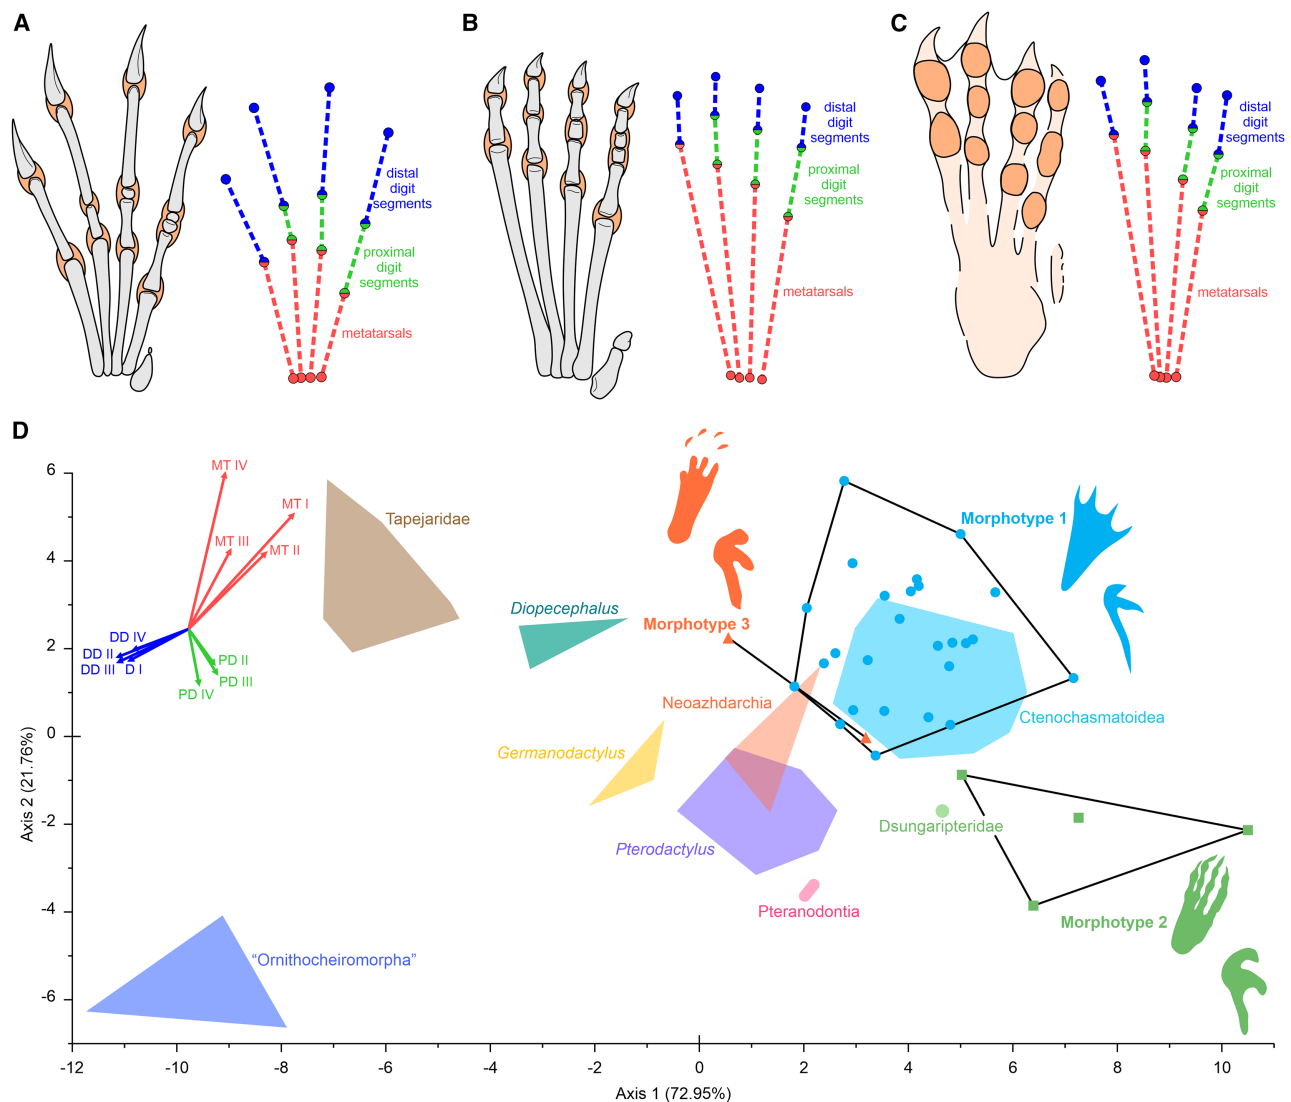 A
B
C
distal
digit
segments
proximal
digit
segments
metatarsals
distal
digit
segments
proximal
digit
segments
metatarsals
distal
digit
segments
proximal
digit
segments
metatarsals
D
6
4
2
0
-2
-4
-6
Axis 2 (21.76%)
MT IV
MT I
MT III
MT II
DD IV
DD II
DD III
D I
PD II
PD III
PD IV
Tapejaridae
Diopecephalus
Morphotype 3
Morphotype 1
Neoazhdarchia
Ctenochasmatoidea
Germanodactylus
Pterodactylus
Dsungaripteridae
Pteranodontia
Morphotype 2
“Ornithocheiromorpha”
-12
-10
-8
-6
-4
-2
0
2
4
6
8
10
Axis 1 (72.95%)